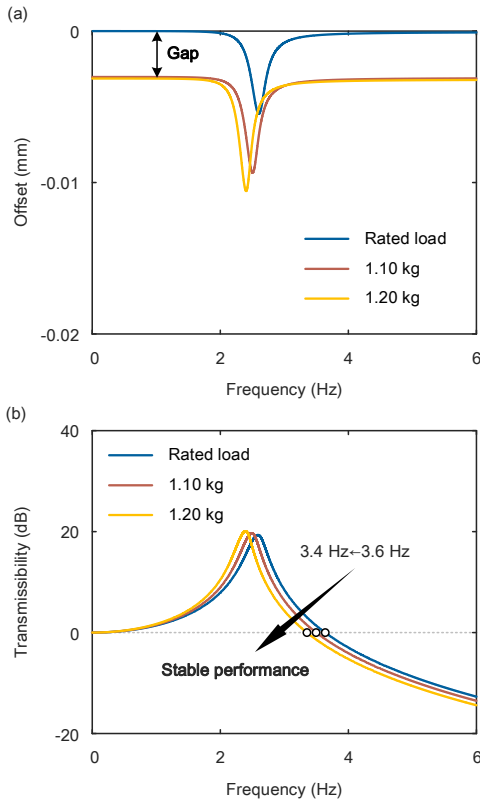 (a)
0
Gap
-0.01
-0.02
Offset (mm)
Rated load
1.10 kg
1.20 kg
0
2
4
6
Frequency (Hz)
(b)
40
20
0
-20
Transmissibility (dB)
Rated load
1.10 kg
1.20 kg
3.4 Hz←3.6 Hz
Stable performance
0
2
4
6
Frequency (Hz)